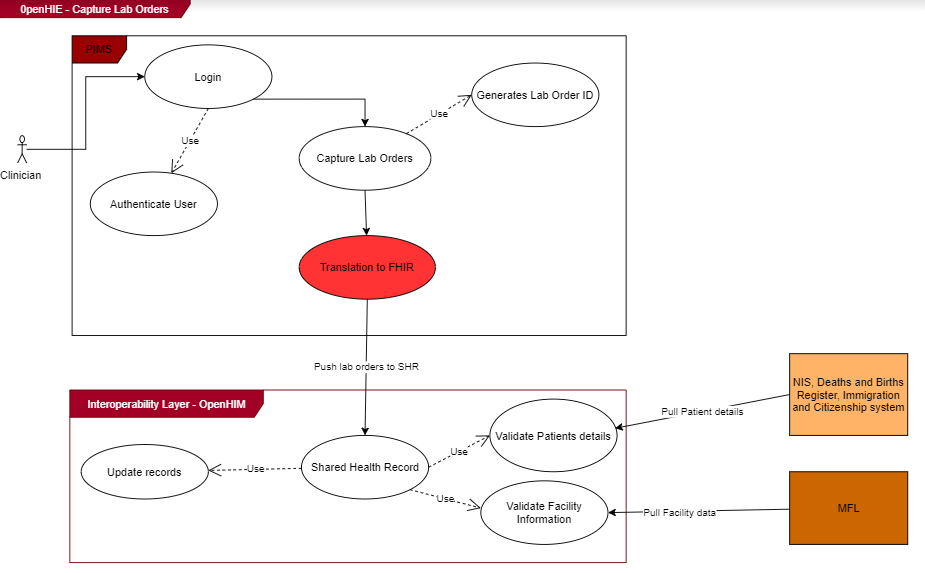 0penHIE - Capture Lab Orders
PIMS
Login
Generates Lab Order ID
Use
Use
Capture Lab Orders
Clinician
Authenticate User
Translation to FHIR
Push lab orders to SHR
NIS, Deaths and Births
Register, Immigration
and Citizenship system
Interoperability Layer - OpenHIM
Pull Patient details
Validate Patients details
Use
Shared Health Record
Use
Update records
Use
Validate Facility
Information
Pull Facility data
MFL